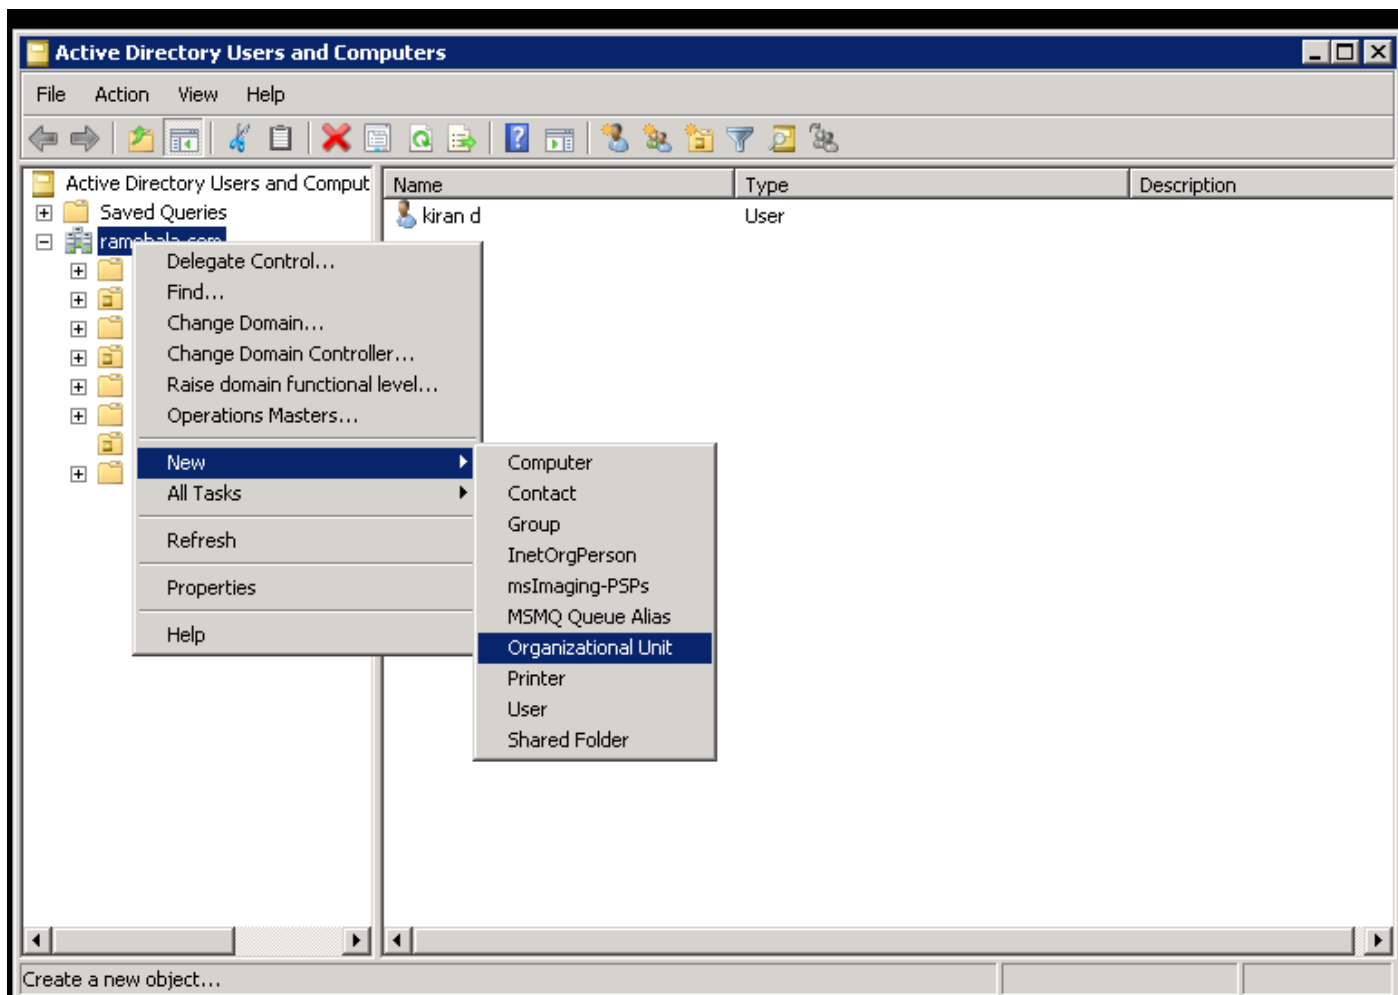 Active Directory Users and Computers
File Action View Help
Active Directory Users and Comput
Name Type Description
Saved Queries
kiran d User
Delegate Control...
Find...
Change Domain...
Change Domain Controller...
Raise domain functional level...
Operations Masters...
New
All Tasks
Refresh
Properties
Help
Computer
Contact
Group
InetOrgPerson
msImaging-PSPs
MSMQ Queue Alias
Organizational Unit
Printer
User
Shared Folder
Create a new object...